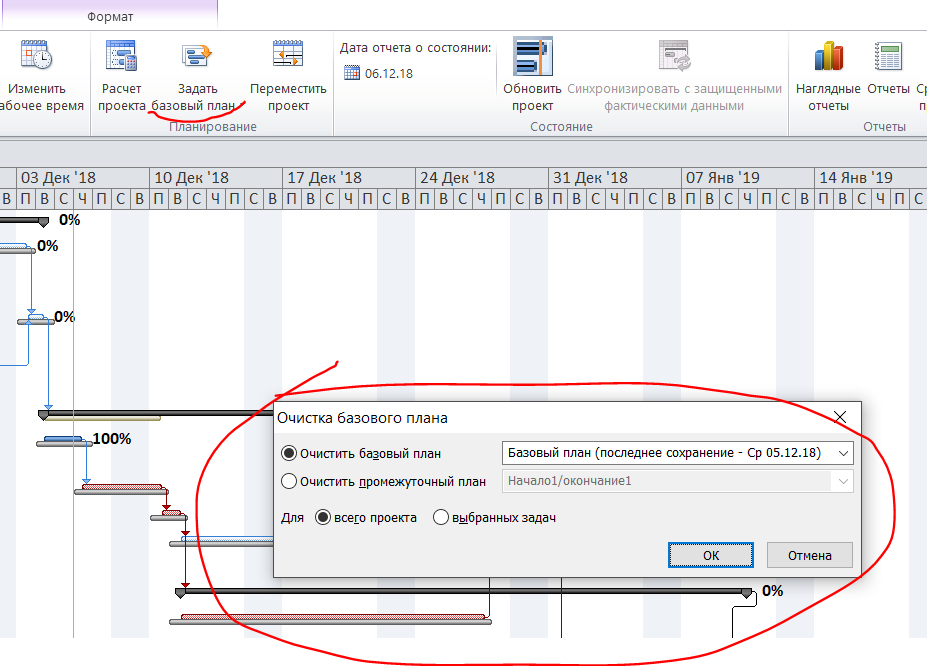 Формат
Изменить
абочее время
Расчет
проекта
Задать
базовый план
Переместить
проект
Планирование
Дата отчета о состоянии:
06.12.18
Обновить
проект
Синхронизировать с защищенными
фактическими данными
Состояние
Наглядные
отчеты
Отчеты
Ср
п
Отчеты
03 Дек '18 10 Дек '18 17 Дек '18 24 Дек '18 31 Дек '18 07 Янв '19 14 Янв '19
В П В С Ч П С В П В С Ч П С В П В С Ч П С В П В С Ч П С В П В С Ч П С В П В С Ч П С В П В С Ч П С
0%
0%
0%
100%
Очистка базового плана
Очистить базовый план Базовый план (последнее сохранение - Ср 05.12.18)
Очистить промежуточный план Начало1/окончание1
Для всего проекта выбранных задач
ОК Отмена
0%